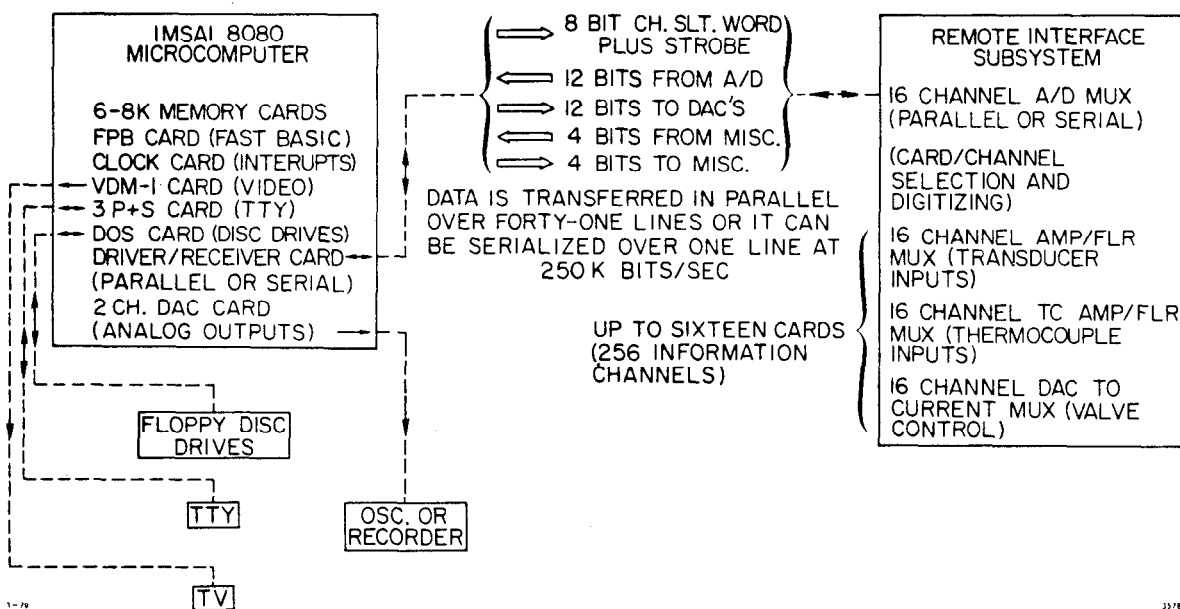 IMSAI 8080
MICROCOMPUTER
6-8K MEMORY CARDS
FPB CARD (FAST BASIC)
CLOCK CARD (INTERUPTS)
VDM-I CARD (VIDEO)
3 P+S CARD (TTY)
DOS CARD (DISC DRIVES)
DRIVER/RECEIVER CARD
(PARALLEL OR SERIAL)
2 CH. DAC CARD
(ANALOG OUTPUTS)
FLOPPY DISC
DRIVES
TTY
TV
OSC. OR
RECORDER
8 BIT CH. SLT. WORD
PLUS STROBE
12 BITS FROM A/D
12 BITS TO DAC'S
4 BITS FROM MISC.
4 BITS TO MISC.
DATA IS TRANSFERRED IN PARALLEL
OVER FORTY-ONE LINES OR IT CAN
BE SERIALIZED OVER ONE LINE AT
250 K BITS/SEC
UP TO SIXTEEN CARDS
(256 INFORMATION
CHANNELS)
REMOTE INTERFACE
SUBSYSTEM
16 CHANNEL A/D MUX
(PARALLEL OR SERIAL)
(CARD/CHANNEL
SELECTION AND
DIGITIZING)
16 CHANNEL AMP/FLR
MUX (TRANSDUCER
INPUTS)
16 CHANNEL TC AMP/FLR
MUX (THERMOCOUPLE
INPUTS)
16 CHANNEL DAC TO
CURRENT MUX (VALVE
CONTROL)